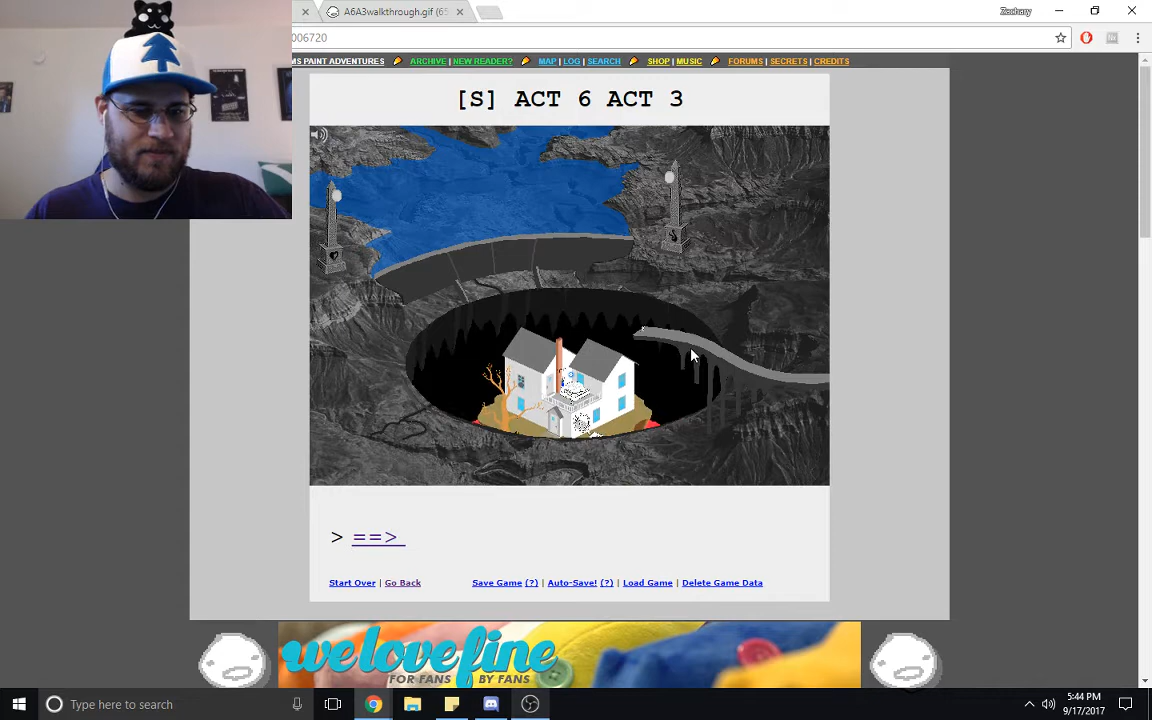 A6A3walkthrough.gif (65
Zachary
006720
MS PAINT ADVENTURES ARCHIVE | NEW READER? MAP | LOG | SEARCH SHOP | MUSIC FORUMS | SECRETS | CREDITS
[S] ACT 6 ACT 3
> ==>
Start Over | Go Back Save Game (?) | Auto-Save! (?) | Load Game | Delete Game Data
welovefine
FOR FANS BY FANS
Type here to search
5:44 PM
9/17/2017